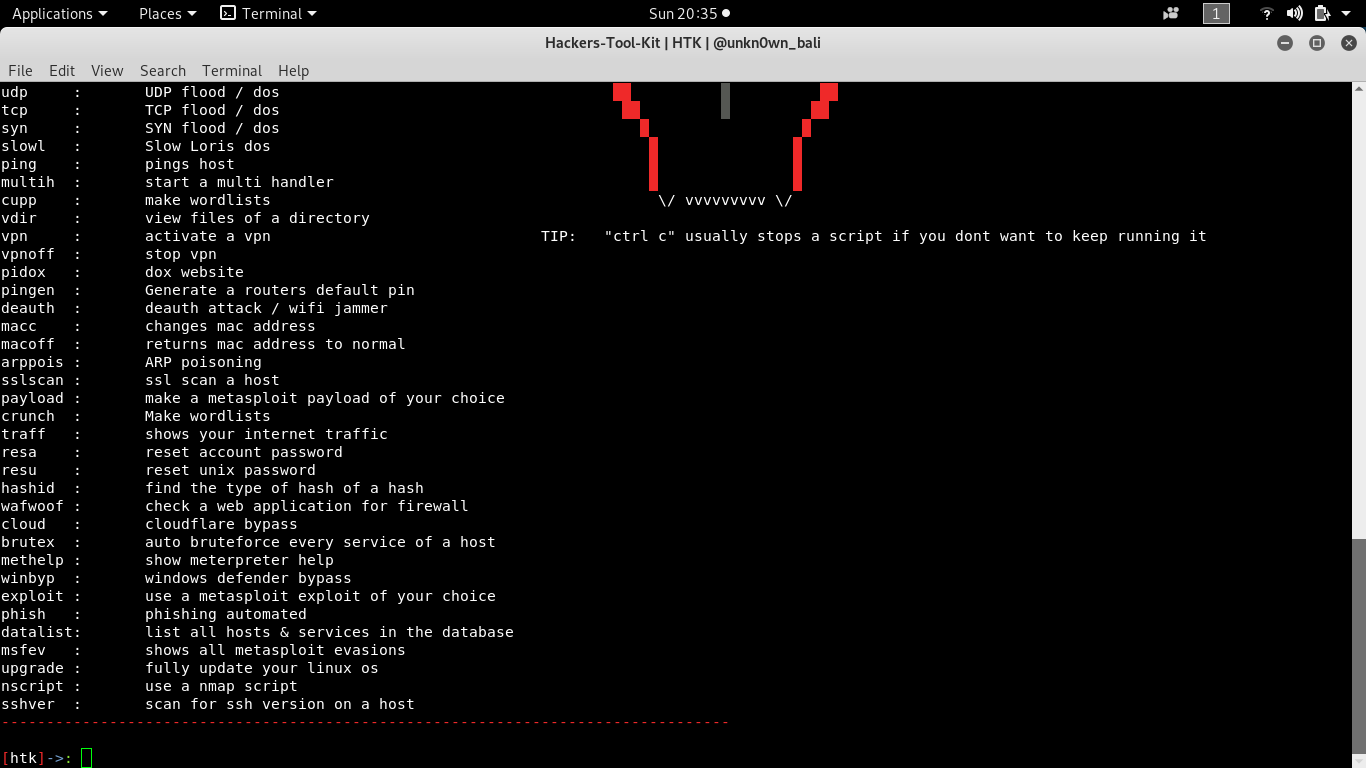 Applications Places Terminal Sun 20:35 1
Hackers-Tool-Kit | HTK | @unkn0wn_bali
File Edit View Search Terminal Help
udp : UDP flood / dos
tcp : TCP flood / dos
syn : SYN flood / dos
slowl : Slow Loris dos
ping : pings host
multih : start a multi handler
cupp : make wordlists \/ vvvvvvvvv \/
vdir : view files of a directory
vpn : activate a vpn TIP: "ctrl c" usually stops a script if you dont want to keep running it
vpnoff : stop vpn
pidox : dox website
pingen : Generate a routers default pin
deauth : deauth attack / wifi jammer
macc : changes mac address
macoff : returns mac address to normal
arppois : ARP poisoning
sslscan : ssl scan a host
payload : make a metasploit payload of your choice
crunch : Make wordlists
traff : shows your internet traffic
resa : reset account password
resu : reset unix password
hashid : find the type of hash of a hash
wafwoof : check a web application for firewall
cloud : cloudflare bypass
brutex : auto bruteforce every service of a host
methelp : show meterpreter help
winbyp : windows defender bypass
exploit : use a metasploit exploit of your choice
phish : phishing automated
datalist: list all hosts & services in the database
msfev : shows all metasploit evasions
upgrade : fully update your linux os
nscript : use a nmap script
sshver : scan for ssh version on a host
---------------------------------------------------------------------------------
[htk]->: